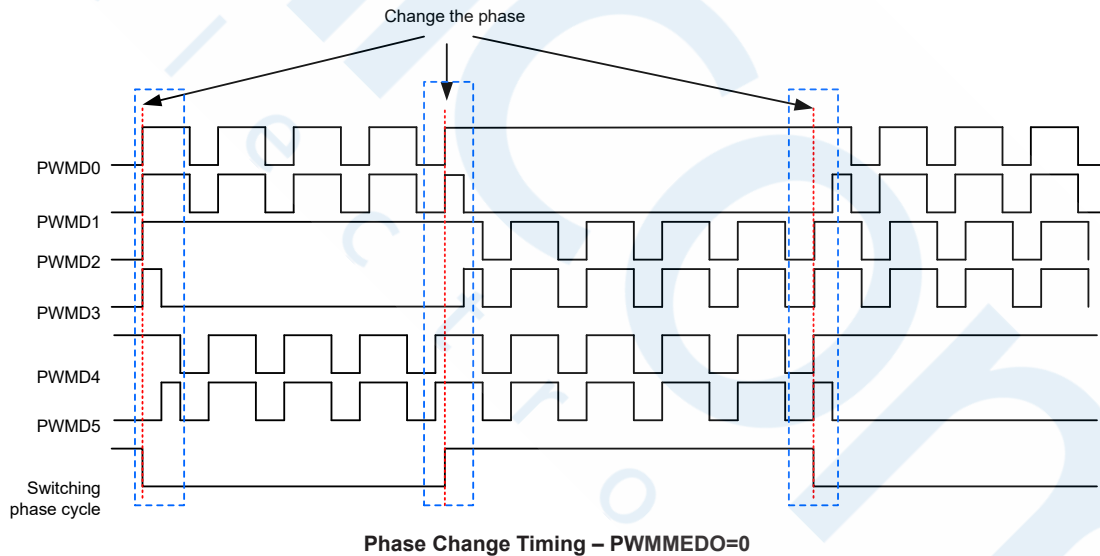 Change the phase
PWMD0
PWMD1
PWMD2
PWMD3
PWMD4
PWMD5
Switching
phase cycle
Phase Change Timing – PWMMEDO=0